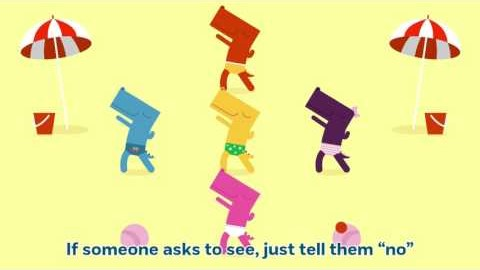 If someone asks to see, just tell them “no”